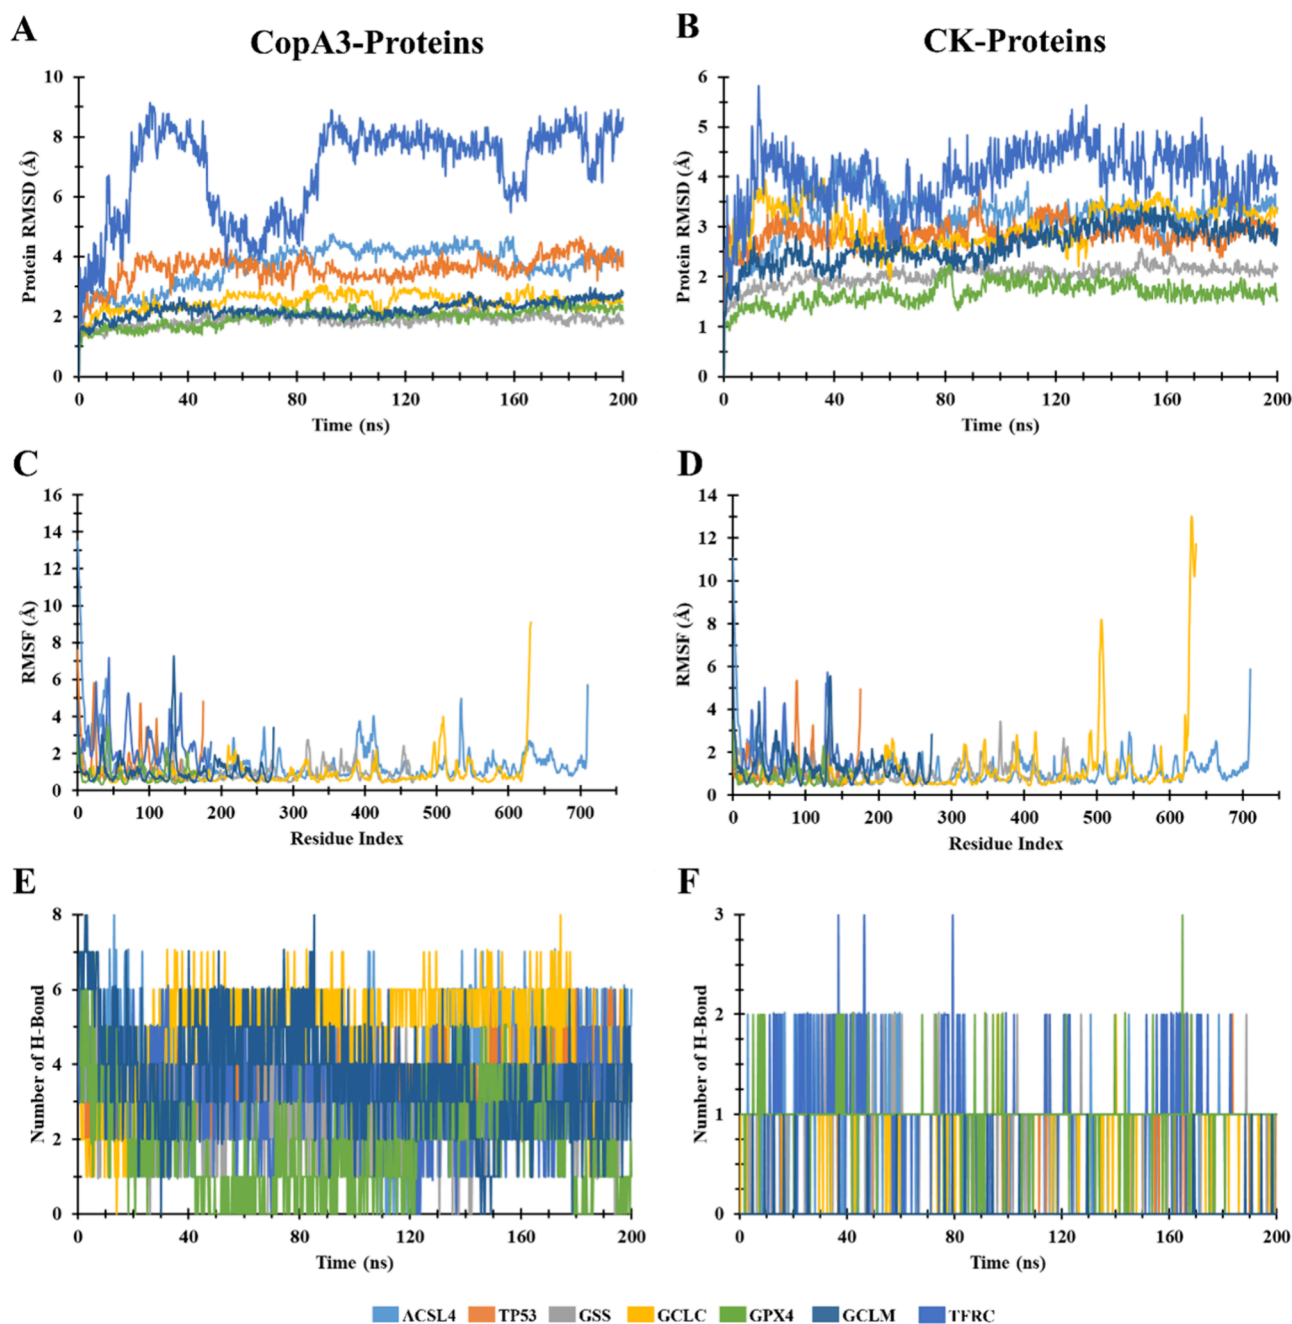 A
CopA3-Proteins
B
CK-Proteins
Protein RMSD (Å)
10
8
6
4
2
0
0 40 80 120 160 200
Time (ns)
Protein RMSD (Å)
6
5
4
3
2
1
0
0 40 80 120 160 200
Time (ns)
C
RMSF (Å)
16
14
12
10
8
6
4
2
0
0 100 200 300 400 500 600 700
Residue Index
D
RMSF (Å)
14
12
10
8
6
4
2
0
0 100 200 300 400 500 600 700
Residue Index
E
Number of H-Bond
8
6
4
2
0
0 40 80 120 160 200
Time (ns)
F
Number of H-Bond
3
2
1
0
0 40 80 120 160 200
Time (ns)
ACSL4 TP53 GSS GCLC GPX4 GCLM TFRC